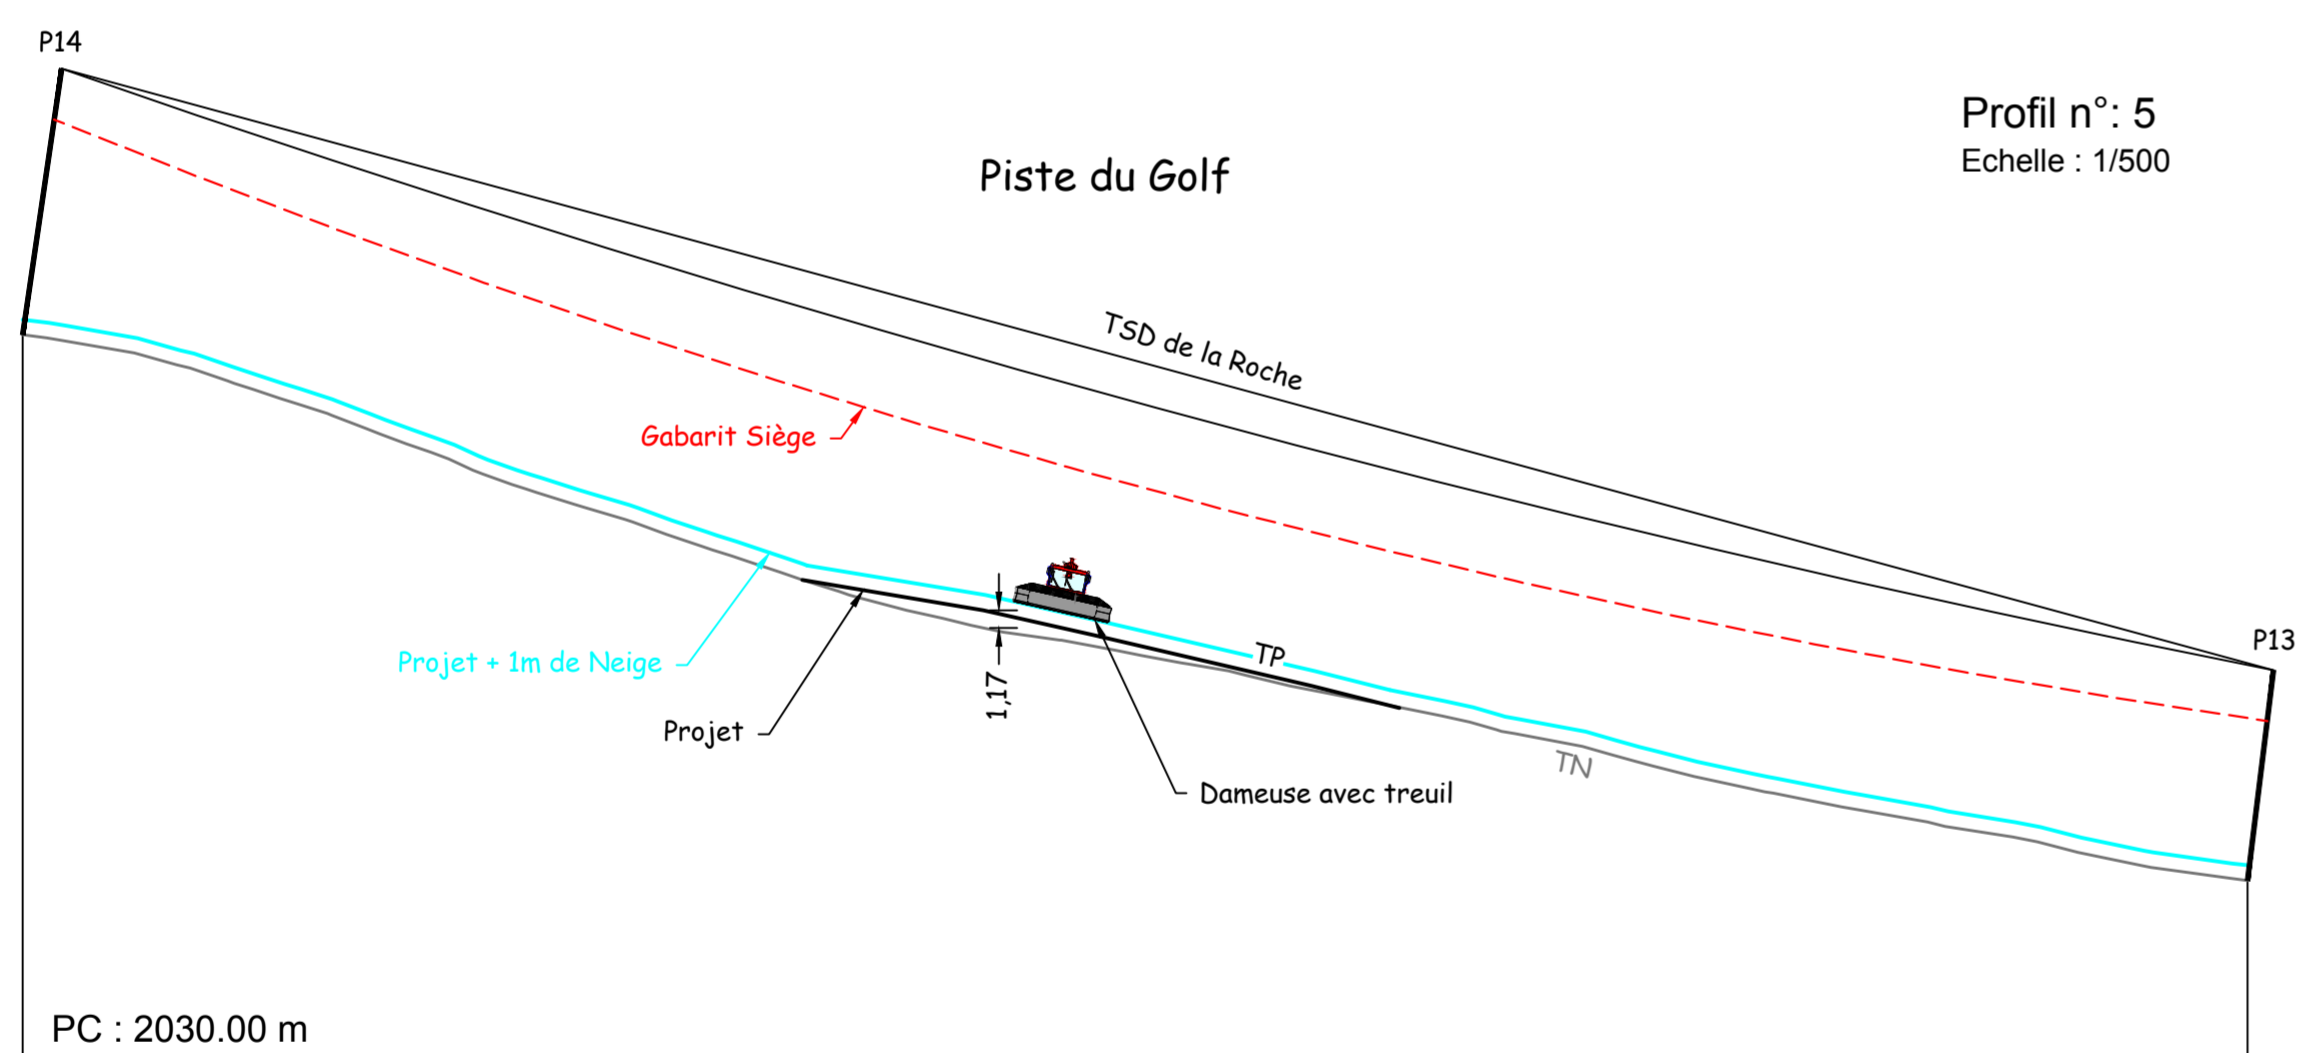 P14
Profil n°: 5
Echelle : 1/500
Piste du Golf
TSD de la Roche
Gabarit Siège
P13
Projet + 1m de Neige
TP
1,17
Projet
TN
Dameuse avec treuil
PC : 2030.00 m